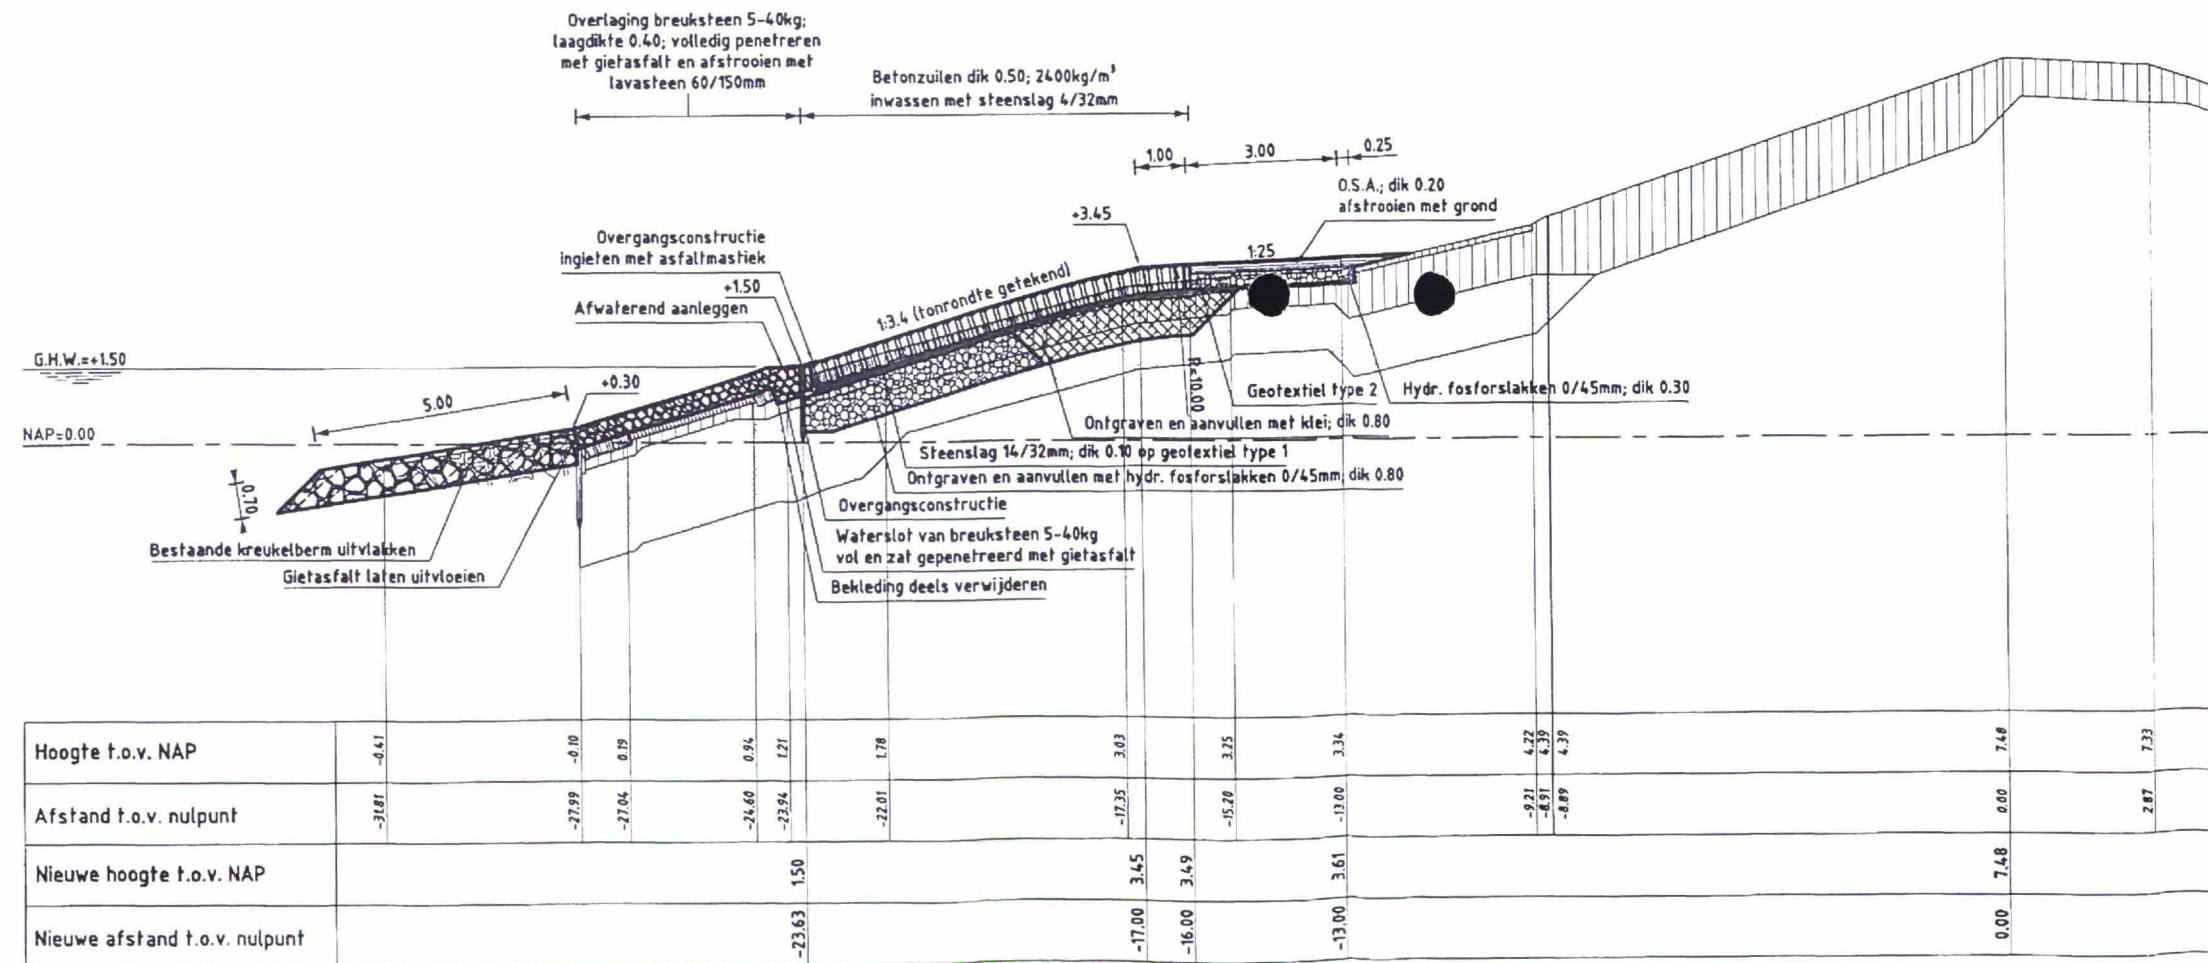 Overlaging breuksteen 5-40kg;
laagdikte 0.40; volledig penetreren
met gietasfalt en afstrooien met
lavasteen 60/150mm
Betonzuilen dik 0.50; 2400kg/m³
inwassen met steenslag 4/32mm
1.00
3.00
0.25
O.S.A.; dik 0.20
afstrooien met grond
+3.45
1:25
Overgangsconstructie
ingieten met asfaltmastiek
+1.50
Afwaterend aanleggen
1:3.4 (tonrondte getekend)
G.H.W.=+1.50
+0.30
5.00
NAP=0.00
0.70
R=10.00
Geotextiel type 2
Hydr. fosforslakken 0/45mm; dik 0.30
Ontgraven en aanvullen met klei; dik 0.80
Steenslag 14/32mm; dik 0.10 op geotextiel type 1
Ontgraven en aanvullen met hydr. fosforslakken 0/45mm; dik 0.80
Overgangsconstructie
Waterslot van breuksteen 5-40kg
vol en zat gepenetreerd met gietasfalt
Bekleding deels verwijderen
Bestaande kreukelberm uitvlakken
Gietasfalt laten uitvloeien
Hoogte t.o.v. NAP -0.41 -0.10 0.19 0.94 1.21 1.78 3.03 3.25 3.34 4.22 4.39 4.39 7.48 7.33
Afstand t.o.v. nulpunt -31.81 -27.99 -27.04 -24.60 -23.94 -22.01 -17.35 -15.20 -13.00 -9.21 -8.91 -8.89 0.00 2.87
Nieuwe hoogte t.o.v. NAP 1.50 3.45 3.49 3.61 7.48
Nieuwe afstand t.o.v. nulpunt -23.63 -17.00 -16.00 -13.00 0.00